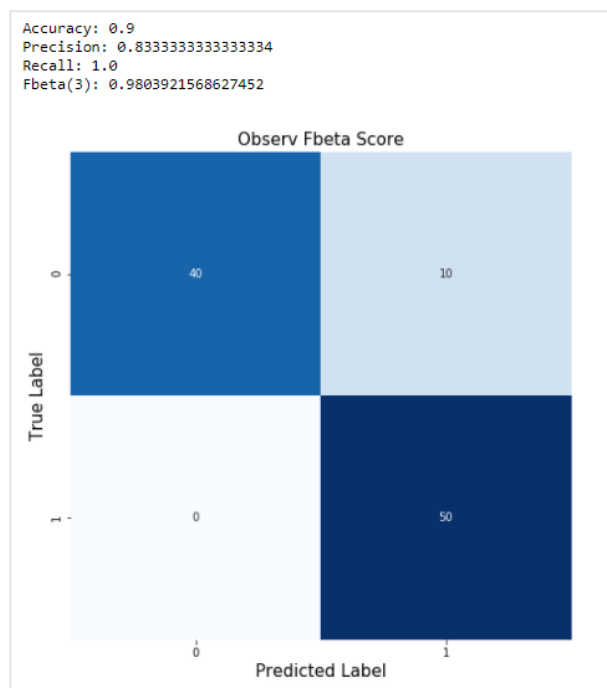 Accuracy: 0.9
Precision: 0.8333333333333334
Recall: 1.0
Fbeta(3): 0.9803921568627452
Observ Fbeta Score
True Label
0
40
10
1
0
50
0
1
Predicted Label